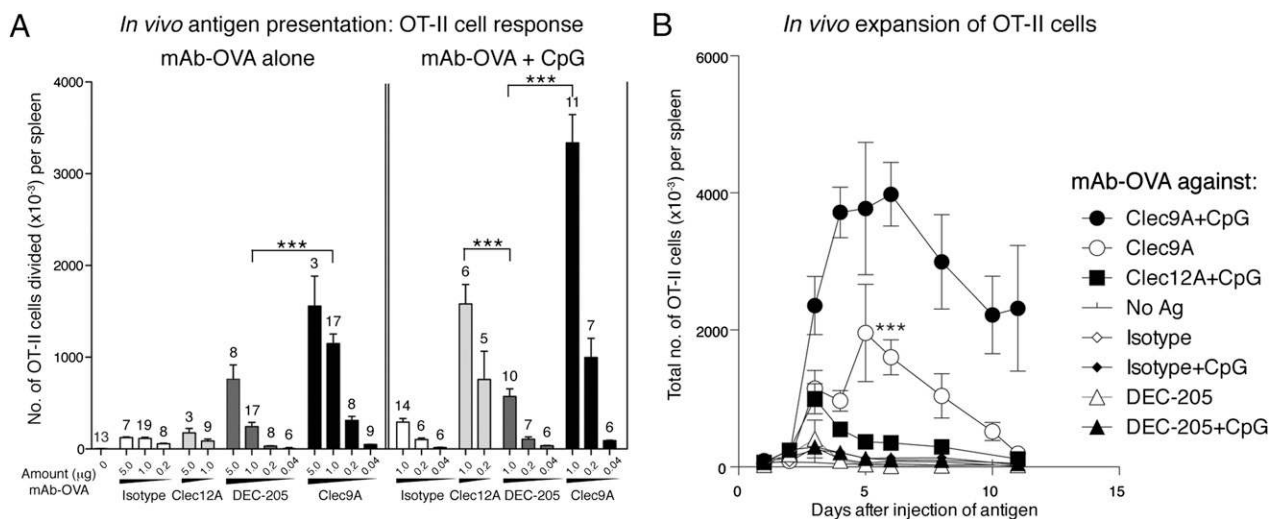 A
In vivo antigen presentation: OT-II cell response
mAb-OVA alone
mAb-OVA + CpG
No. of OT-II cells divided (x10⁻³) per spleen
4000
3000
2000
1000
0
13
7 19 8
3 9
8 17 8 6
3 17 8 9
***
14 6 6
6 5
10 7 6
11 7 6
***
***
Amount (µg)
mAb-OVA
0
5.0 1.0 0.2
5.0 1.0
5.0 1.0 0.2 0.04
5.0 1.0 0.2 0.04
1.0 0.2 0.04
1.0 0.2
1.0 0.2 0.04
1.0 0.2 0.04
Isotype Clec12A DEC-205 Clec9A
Isotype Clec12A DEC-205 Clec9A
B
In vivo expansion of OT-II cells
Total no. of OT-II cells (x10⁻³) per spleen
6000
4000
2000
0
***
0 5 10 15
Days after injection of antigen
mAb-OVA against:
Clec9A+CpG
Clec9A
Clec12A+CpG
No Ag
Isotype
Isotype+CpG
DEC-205
DEC-205+CpG